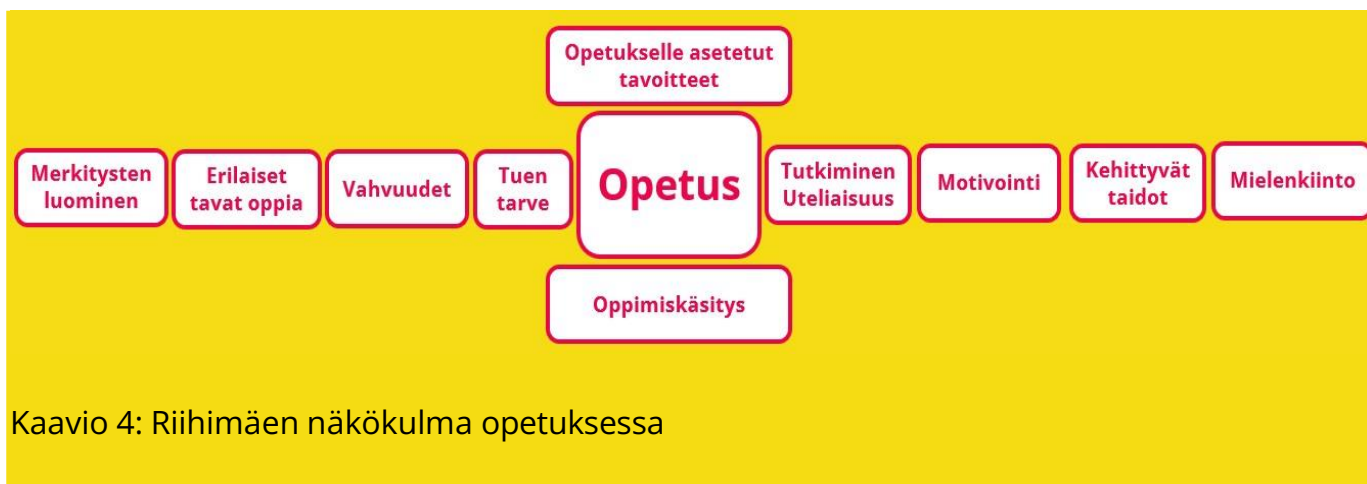 Opetukselle asetetut
tavoitteet
Merkitysten
luominen
Erilaiset
tavat oppia
Vahvuudet
Tuen
tarve
Opetus
Tutkiminen
Uteliaisuus
Motivointi
Kehittyvät
taidot
Mielenkiinto
Oppimiskäsitys
Kaavio 4: Riihimäen näkökulma opetuksessa